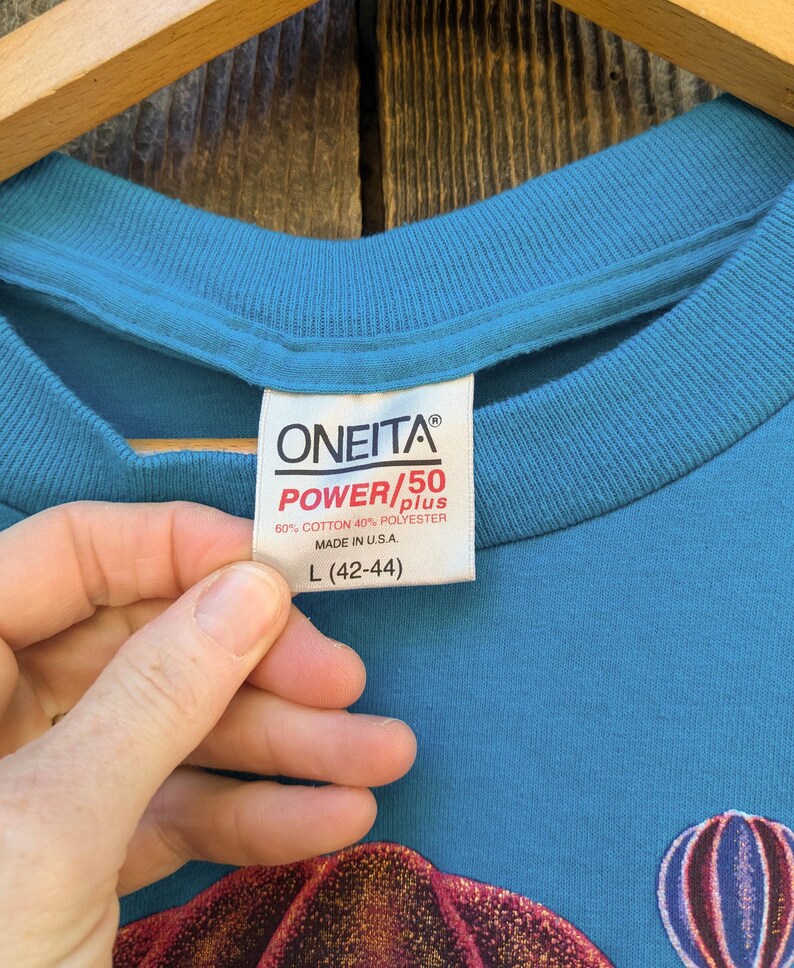 ONEITA®
POWER/50
plus
60% COTTON 40% POLYESTER
MADE IN U.S.A.
L (42-44)